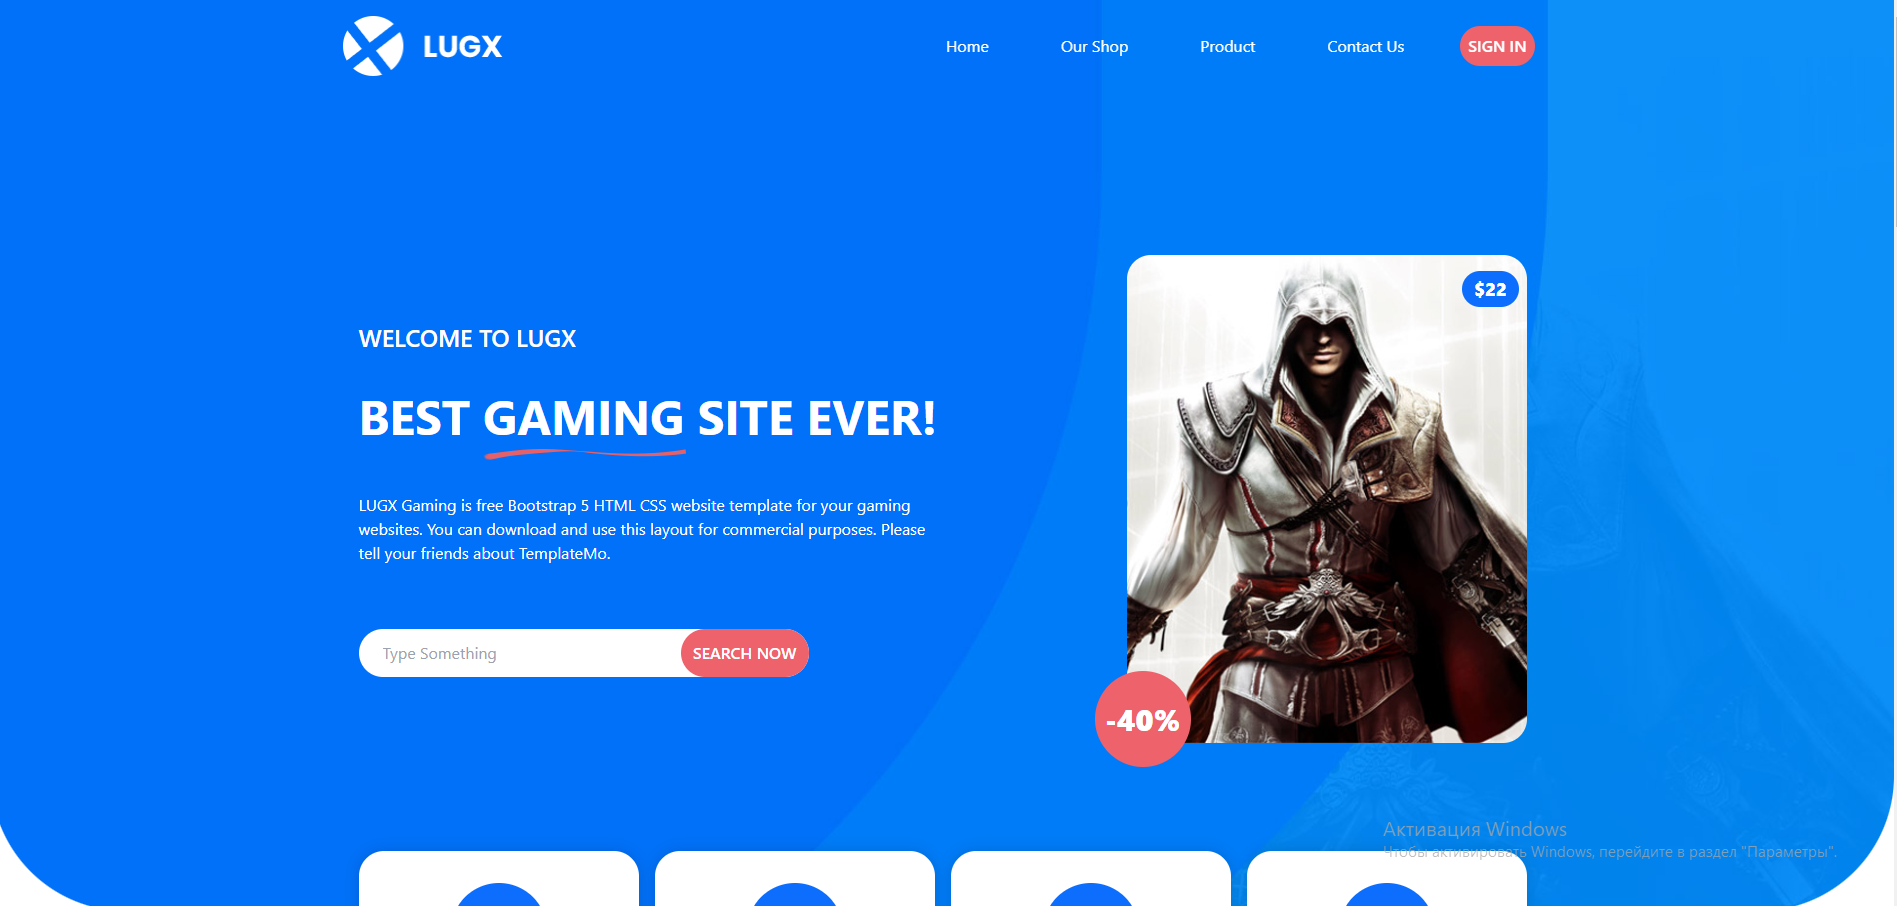 LUGX
Home
Our Shop
Product
Contact Us
SIGN IN
$22
WELCOME TO LUGX
BEST GAMING SITE EVER!
LUGX Gaming is free Bootstrap 5 HTML CSS website template for your gaming
websites. You can download and use this layout for commercial purposes. Please
tell your friends about TemplateMo.
Type Something
SEARCH NOW
-40%
Активация Windows
Чтобы активировать Windows, перейдите в раздел "Параметры".